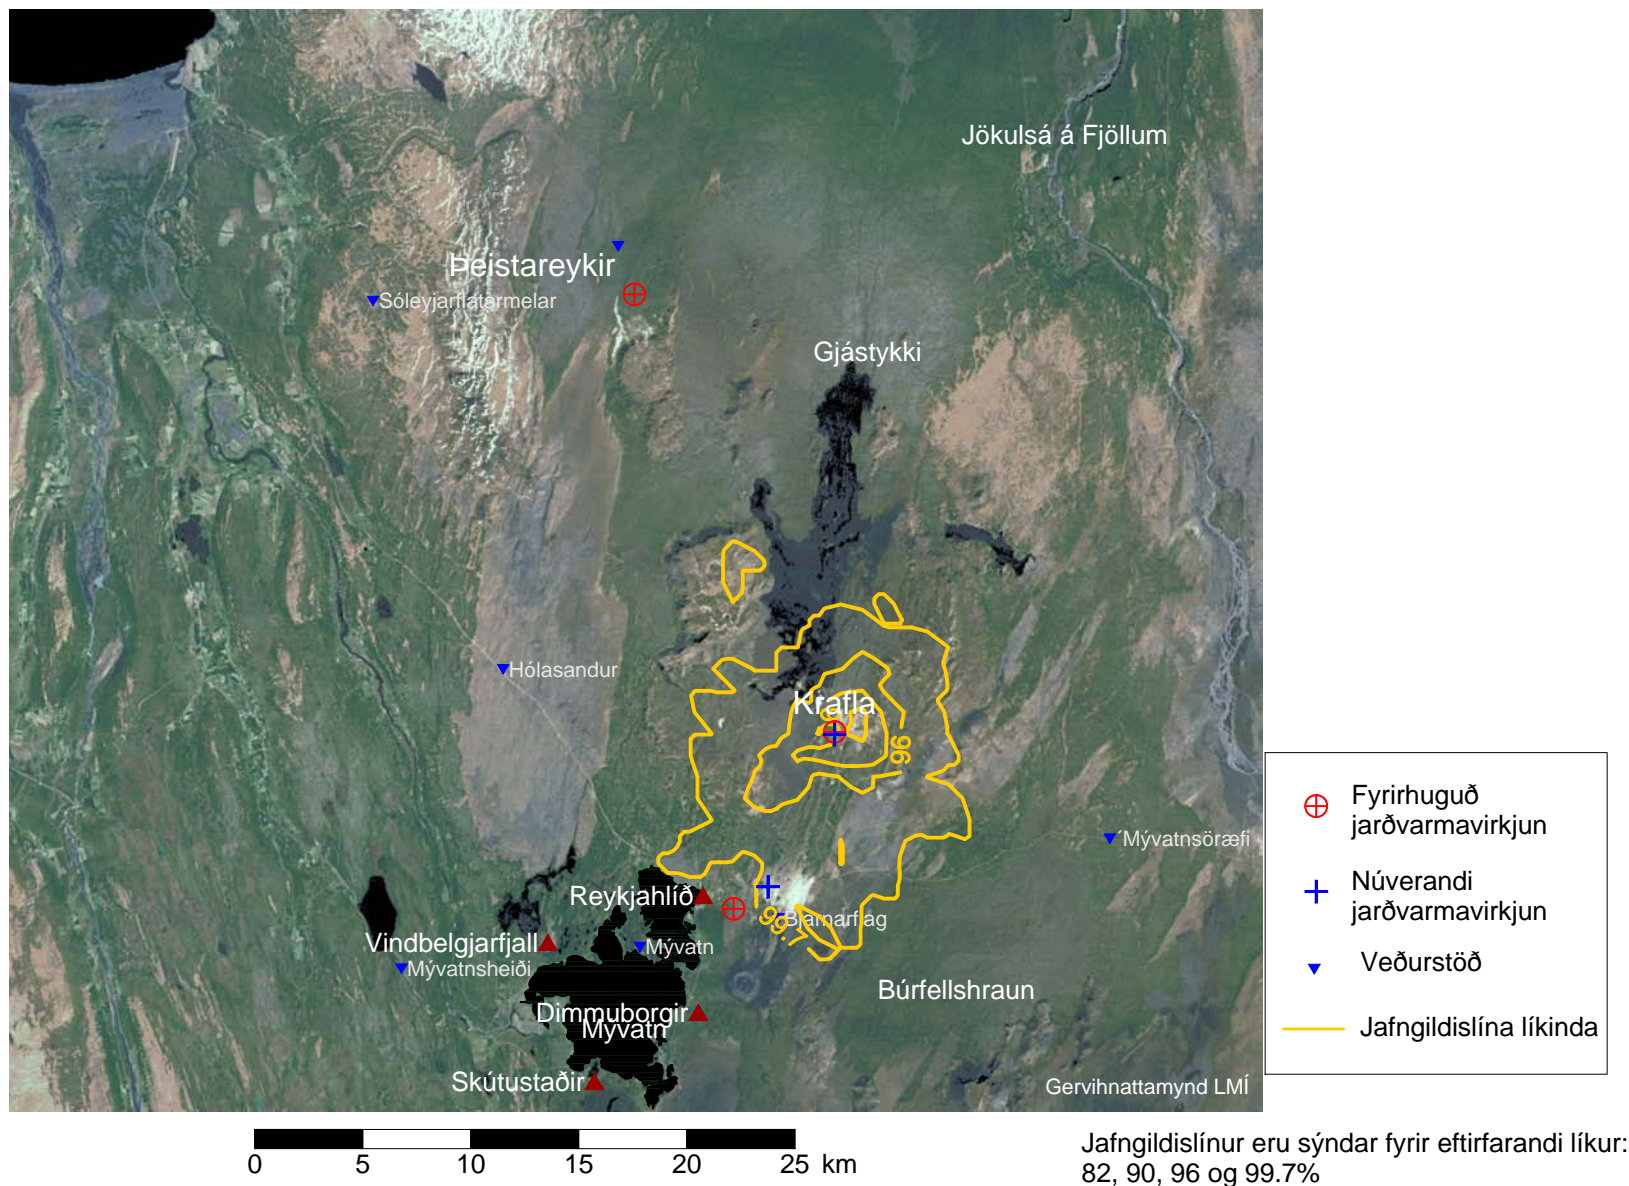 Jökulsá á Fjöllum
Þeistareykir
Sóleyjarflatarmelar
Gjástykki
Hólasandur
Krafla
96
Mývatnsöræfi
Reykjahlíð
Bjarnarflag
99.7
Vindbelgjarfjall
Mývatn
Mývatnsheiði
Búrfellshraun
Dimmuborgir
Mývatn
Skútustaðir
Gervihnattamynd LMÍ
Fyrirhuguð
jarðvarmavirkjun
Núverandi
jarðvarmavirkjun
Veðurstöð
Jafngildislína líkinda
0 5 10 15 20 25 km
Jafngildislínur eru sýndar fyrir eftirfarandi líkur:
82, 90, 96 og 99.7%